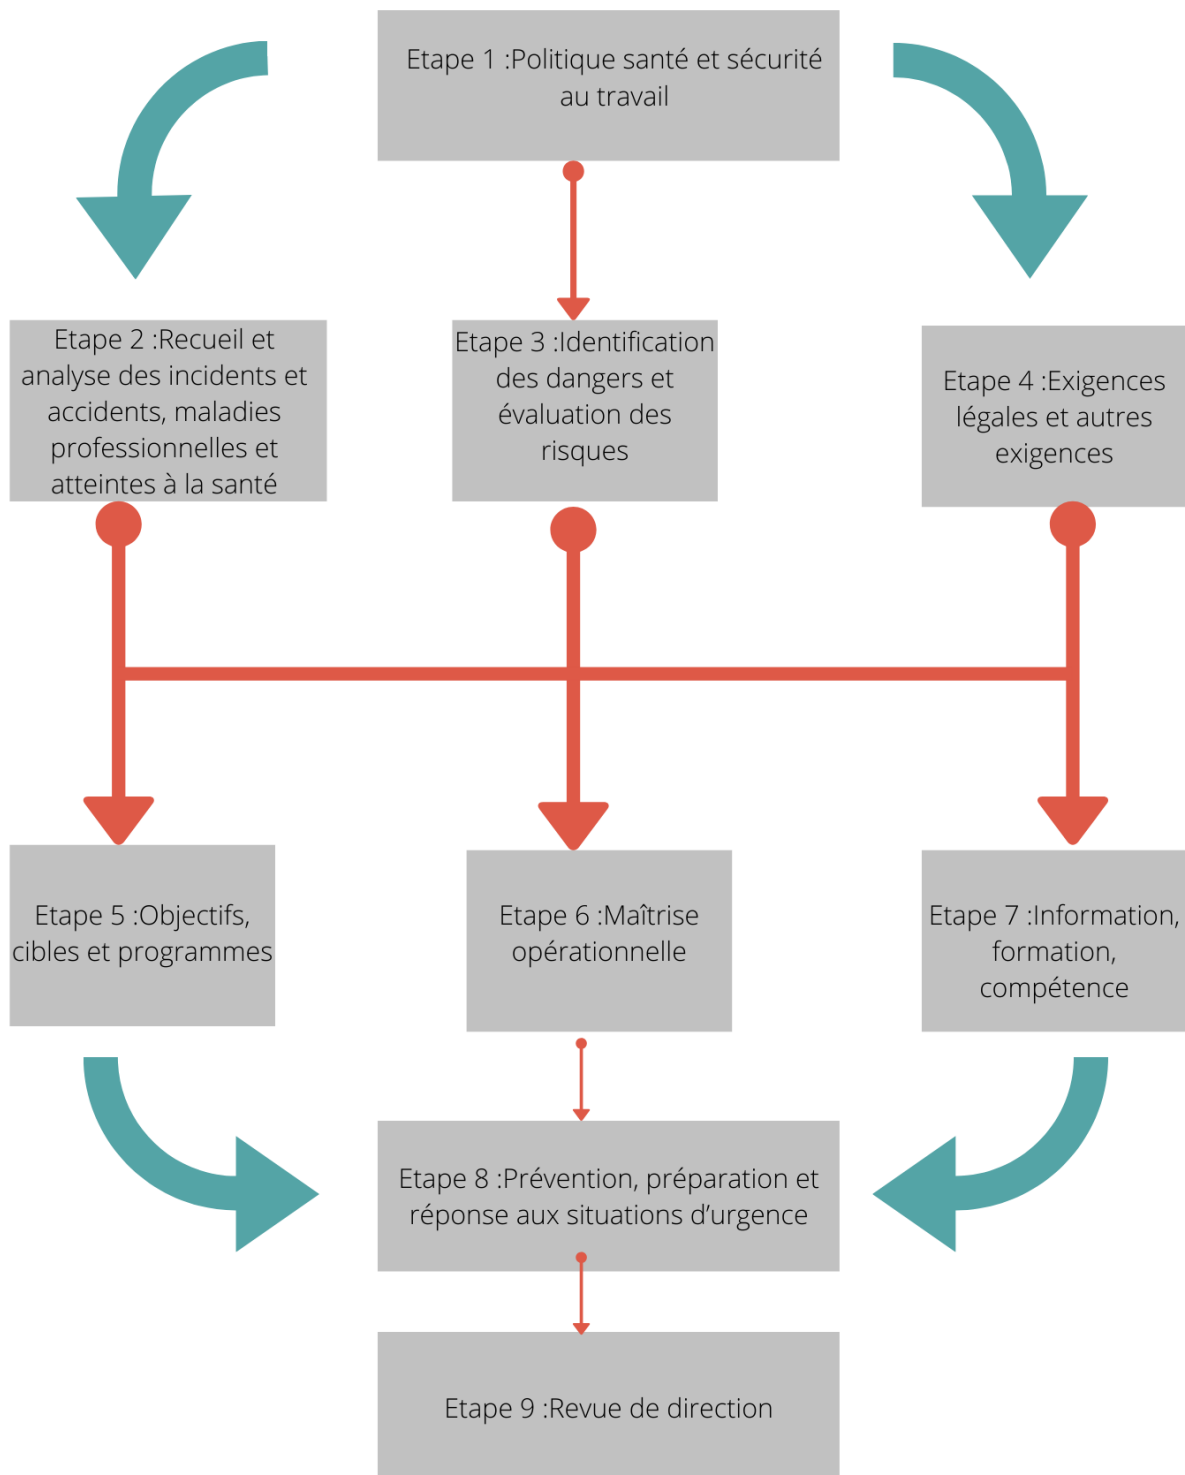 Etape 1 :Politique santé et sécurité
au travail
Etape 2 :Recueil et
analyse des incidents et
accidents, maladies
professionnelles et
atteintes à la santé
Etape 3 :Identification
des dangers et
évaluation des
risques
Etape 4 :Exigences
légales et autres
exigences
Etape 5 :Objectifs,
cibles et programmes
Etape 6 :Maîtrise
opérationnelle
Etape 7 :Information,
formation,
compétence
Etape 8 :Prévention, préparation et
réponse aux situations d’urgence
Etape 9 :Revue de direction